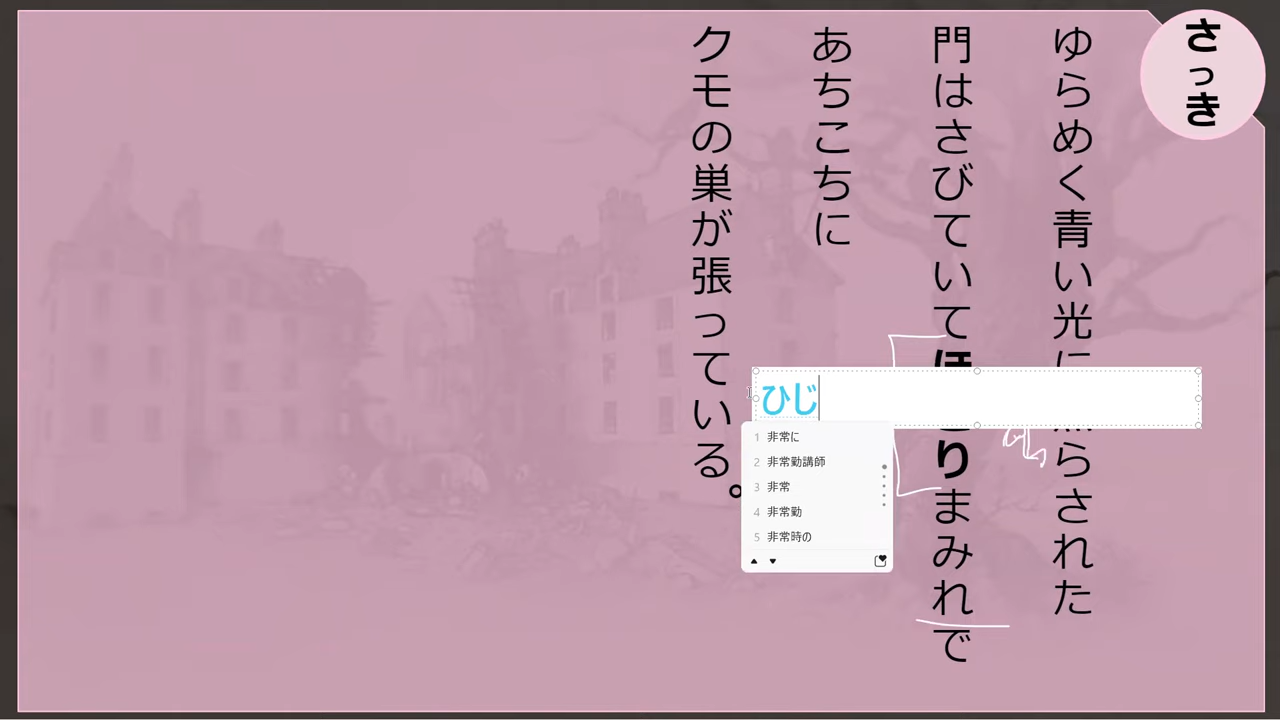 さっき
ゆらめく青い光に照らされた
門はさびていてほこりまみれで
あちこちに
クモの巣が張っている。
ひじ
1 非常に
2 非常勤講師
3 非常
4 非常勤
5 非常時の